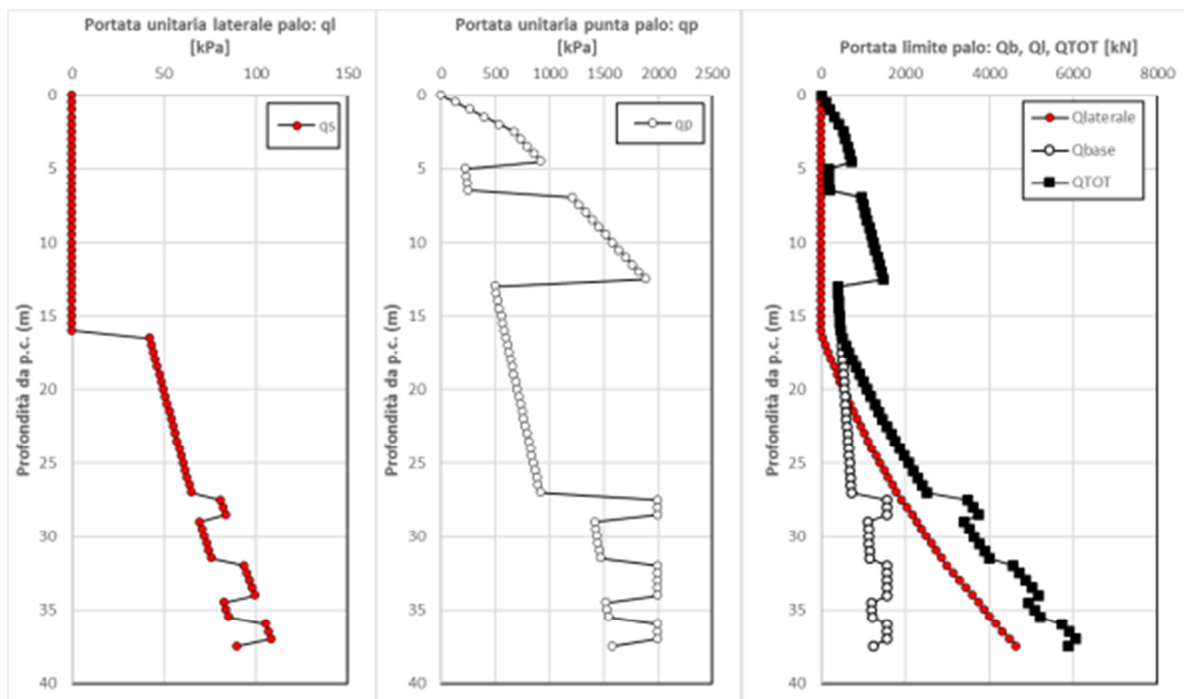 Portata unitaria laterale palo: ql
[kPa]
0 50 100 150
0
5
10
15
20
25
30
35
40
Profondità da p.c. (m)
qs
Portata unitaria punta palo: qp
[kPa]
0 500 1000 1500 2000 2500
0
5
10
15
20
25
30
35
40
Profondità da p.c. (m)
qp
Portata limite palo: Qb, Ql, QTOT [kN]
0 2000 4000 6000 8000
0
5
10
15
20
25
30
35
40
Profondità da p.c. (m)
Qlaterale
Qbase
QTOT